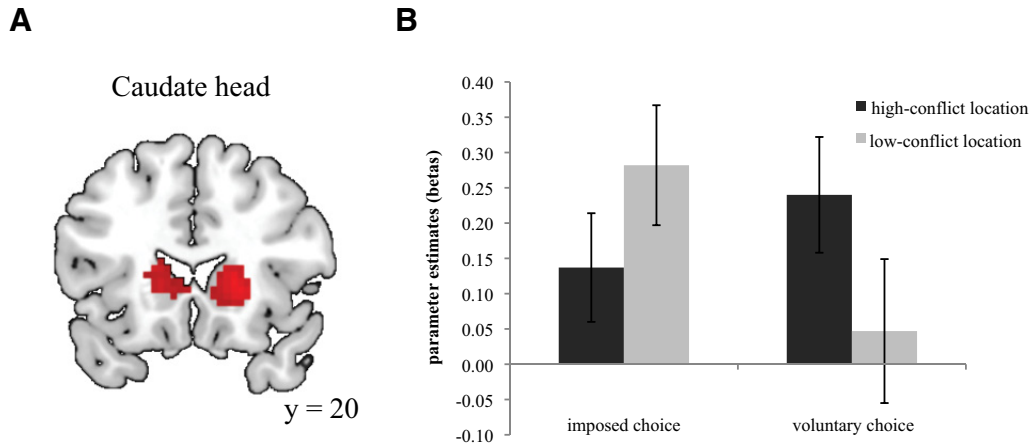 A
Caudate head
y = 20
B
parameter estimates (betas)
0.40
0.35
0.30
0.25
0.20
0.15
0.10
0.05
0.00
-0.05
-0.10
high-conflict location
low-conflict location
imposed choice
voluntary choice